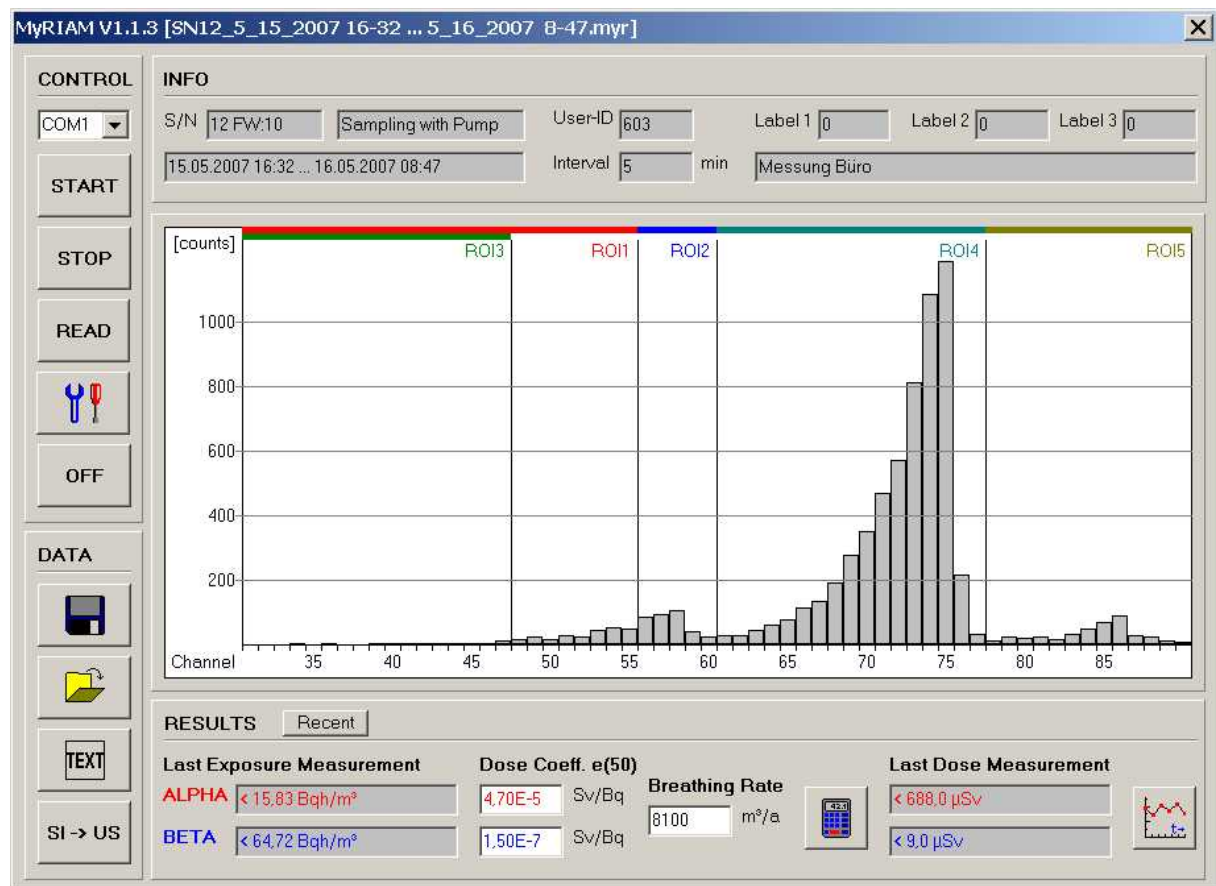 MyRIAM V1.1.3 [SN12_5_15_2007 16-32 ... 5_16_2007 8-47.myr]
CONTROL
COM1
START
STOP
READ
OFF
DATA
TEXT
SI -> US
INFO
S/N 12 FW:10 Sampling with Pump User-ID 603 Label 1 0 Label 2 0 Label 3 0
15.05.2007 16:32 ... 16.05.2007 08:47 Interval 5 min Messung Büro
[counts] ROI3 ROI1 ROI2 ROI4 ROI5
1000
800
600
400
200
Channel 35 40 45 50 55 60 65 70 75 80 85
RESULTS Recent
Last Exposure Measurement Dose Coeff. e(50) Breathing Rate Last Dose Measurement
ALPHA < 15,83 Bqh/m³ 4,70E-5 Sv/Bq 8100 m³/a < 688,0 µSv
BETA < 64,72 Bqh/m³ 1,50E-7 Sv/Bq < 9,0 µSv